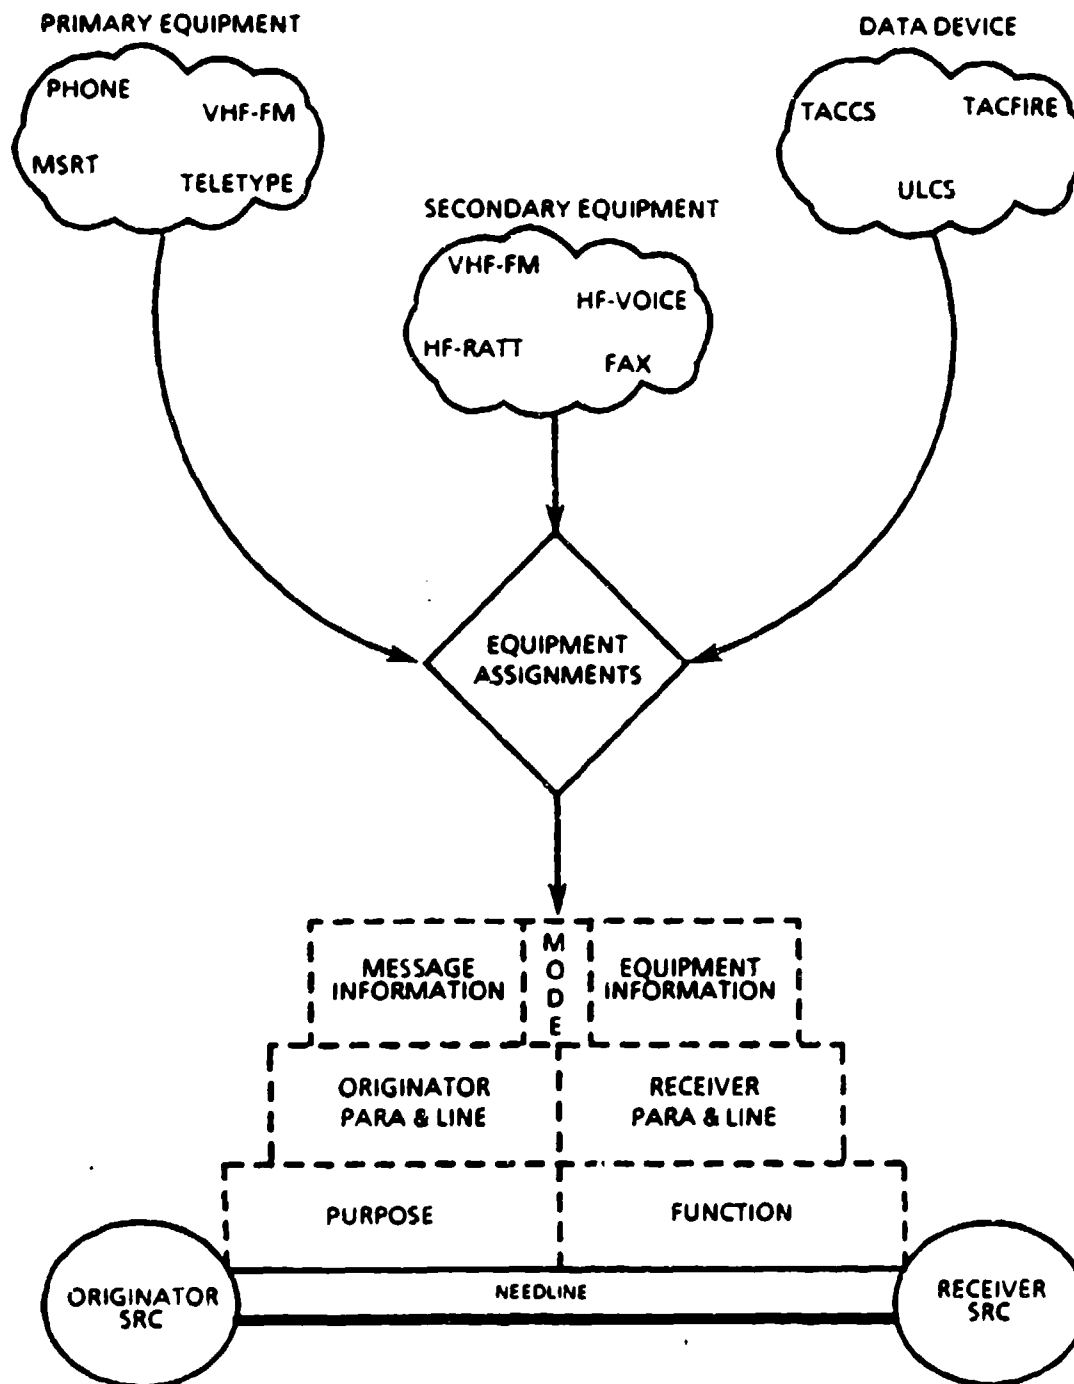 PRIMARY EQUIPMENT
PHONE
VHF-FM
MSRT
TELETYPE
DATA DEVICE
TACCS
TACFIRE
ULCS
SECONDARY EQUIPMENT
VHF-FM
HF-VOICE
HF-RATT
FAX
EQUIPMENT
ASSIGNMENTS
MESSAGE
INFORMATION
MODE
EQUIPMENT
INFORMATION
ORIGINATOR
PARA & LINE
RECEIVER
PARA & LINE
PURPOSE
FUNCTION
ORIGINATOR
SRC
NEEDLINE
RECEIVER
SRC